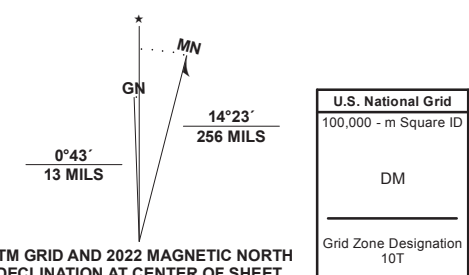 ★
MN
GN
14°23´
256 MILS
0°43´
13 MILS
TM GRID AND 2022 MAGNETIC NORTH
DECLINATION AT CENTER OF SHEET
U.S. National Grid
100,000 - m Square ID
DM
Grid Zone Designation
10T